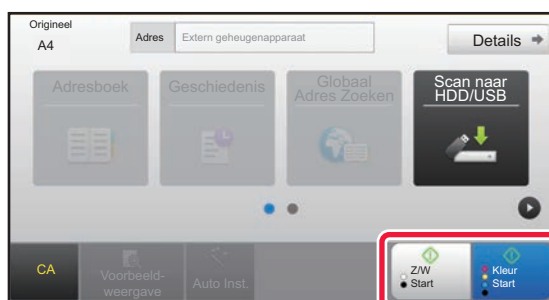 Origineel
A4
Adres
Extern geheugenapparaat
Details
Adresboek
Geschiedenis
Globaal
Adres Zoeken
Scan naar
HDD/USB
CA
Voorbeeld-
weergave
Auto Inst.
Z/W
Start
Kleur
Start